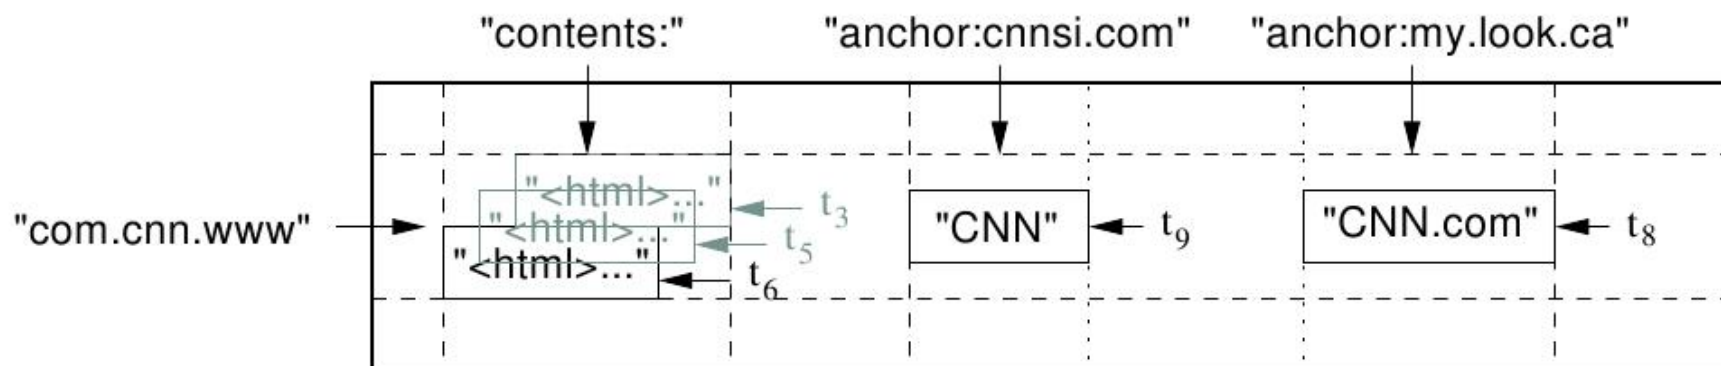 "contents:" "anchor:cnnsi.com" "anchor:my.look.ca"
"<html>..." t3
"com.cnn.www" "<html>..." t5 "CNN" t9 "CNN.com" t8
"<html>..." t6